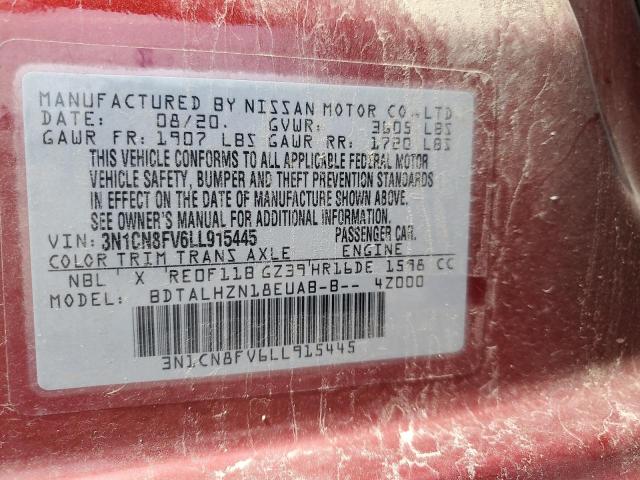 MANUFACTURED BY NISSAN MOTOR CO.,LTD
DATE: 08/20. GVWR: 3605 LBS
GAWR FR: 1907 LBS GAWR RR: 1720 LBS
THIS VEHICLE CONFORMS TO ALL APPLICABLE FEDERAL MOTOR
VEHICLE SAFETY, BUMPER AND THEFT PREVENTION STANDARDS
IN EFFECT ON THE DATE OF MANUFACTURE SHOWN ABOVE.
SEE OWNER'S MANUAL FOR ADDITIONAL INFORMATION.
VIN: 3N1CN8FV6LL915445 PASSENGER CAR.
COLOR TRIM TRANS AXLE ENGINE
NBL X RE0F11B GZ39 HR16DE 1598 CC
MODEL: BDTALHZN18EUAB-B-- 4Z000
3N1CN8FV6LL915445